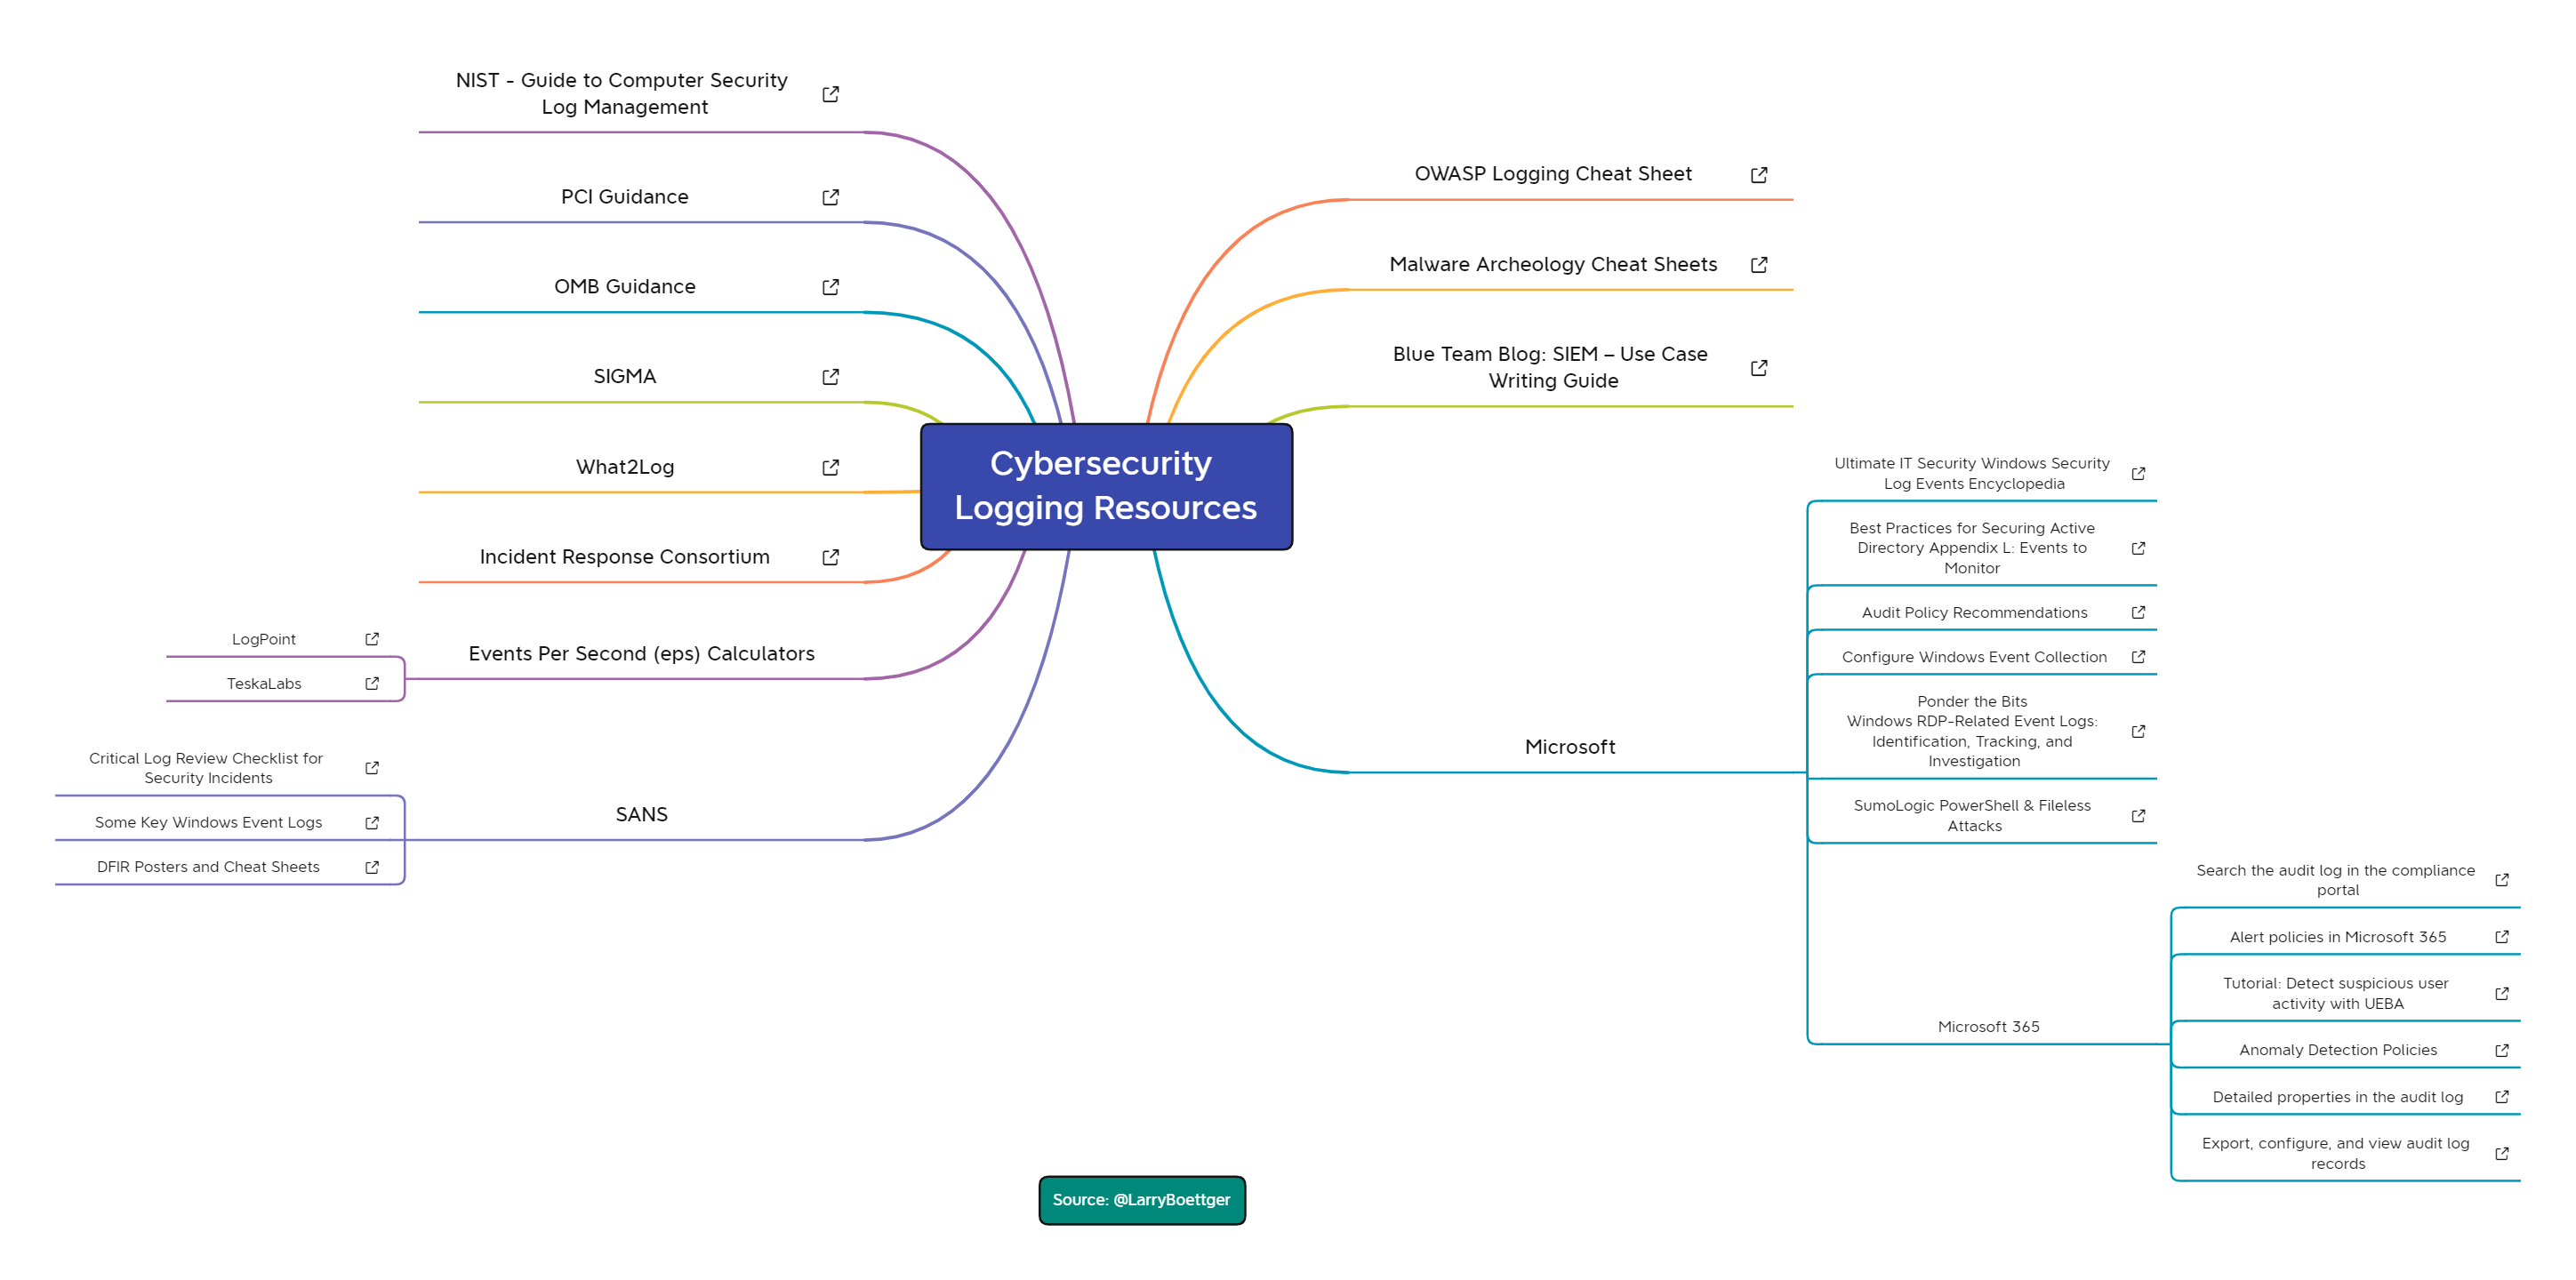 NIST - Guide to Computer Security
Log Management
PCI Guidance
OMB Guidance
SIGMA
What2Log
Incident Response Consortium
Events Per Second (eps) Calculators
LogPoint
TeskaLabs
SANS
Critical Log Review Checklist for
Security Incidents
Some Key Windows Event Logs
DFIR Posters and Cheat Sheets
Cybersecurity
Logging Resources
OWASP Logging Cheat Sheet
Malware Archeology Cheat Sheets
Blue Team Blog: SIEM – Use Case
Writing Guide
Microsoft
Ultimate IT Security Windows Security
Log Events Encyclopedia
Best Practices for Securing Active
Directory Appendix L: Events to
Monitor
Audit Policy Recommendations
Configure Windows Event Collection
Ponder the Bits
Windows RDP-Related Event Logs:
Identification, Tracking, and
Investigation
SumoLogic PowerShell & Fileless
Attacks
Microsoft 365
Search the audit log in the compliance
portal
Alert policies in Microsoft 365
Tutorial: Detect suspicious user
activity with UEBA
Anomaly Detection Policies
Detailed properties in the audit log
Export, configure, and view audit log
records
Source: @LarryBoettger